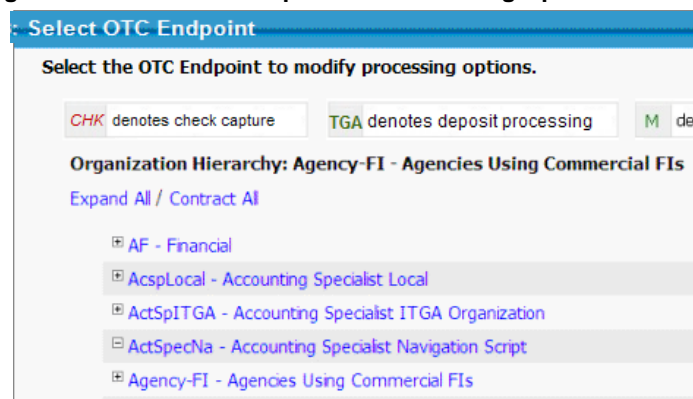 : Select OTC Endpoint
Select the OTC Endpoint to modify processing options.
CHK denotes check capture TGA denotes deposit processing M de
Organization Hierarchy: Agency-FI - Agencies Using Commercial FIs
Expand All / Contract All
AF - Financial
AcspLocal - Accounting Specialist Local
ActSpITGA - Accounting Specialist ITGA Organization
ActSpecNa - Accounting Specialist Navigation Script
Agency-FI - Agencies Using Commercial FIs